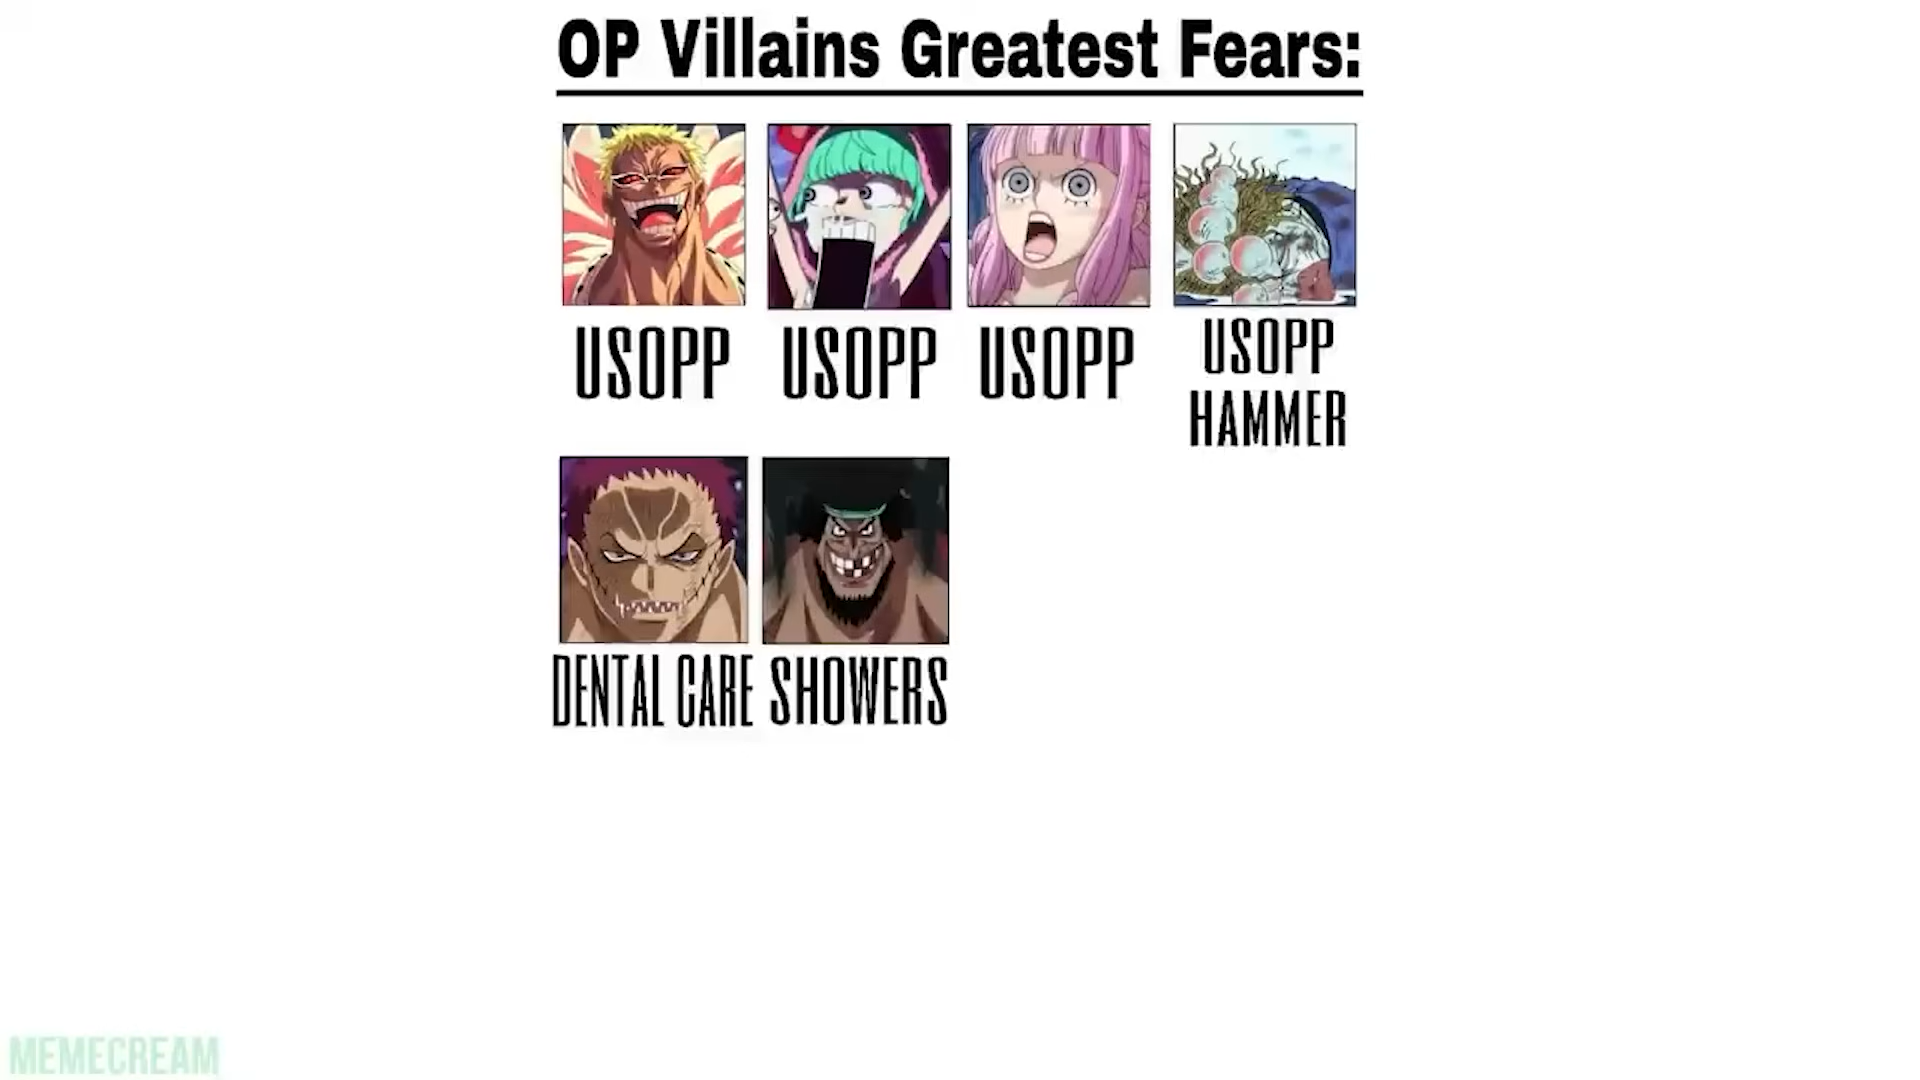 OP Villains Greatest Fears:
USOPP USOPP USOPP USOPP
HAMMER
DENTAL CARE SHOWERS
MEMECREAM